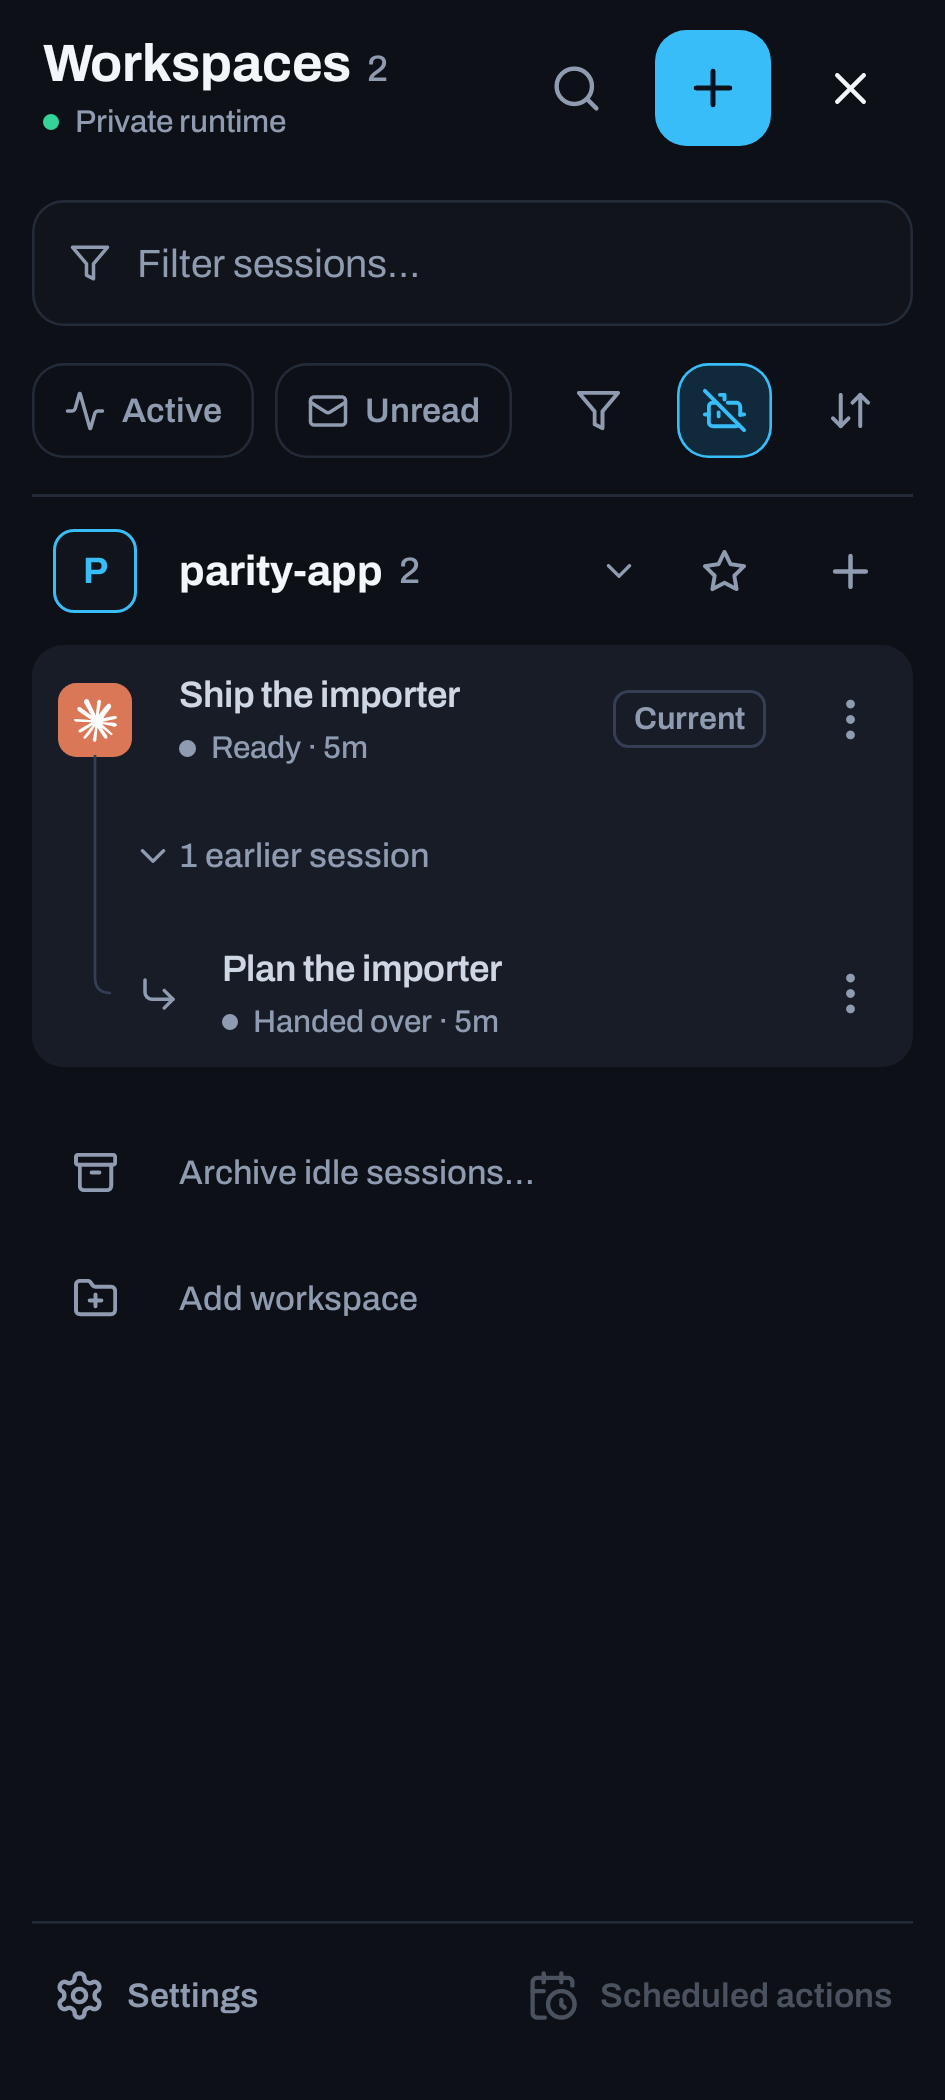 Workspaces 2
Private runtime
Filter sessions...
Active
Unread
P
parity-app 2
Ship the importer
Ready · 5m
Current
1 earlier session
Plan the importer
Handed over · 5m
Archive idle sessions...
Add workspace
Settings
Scheduled actions